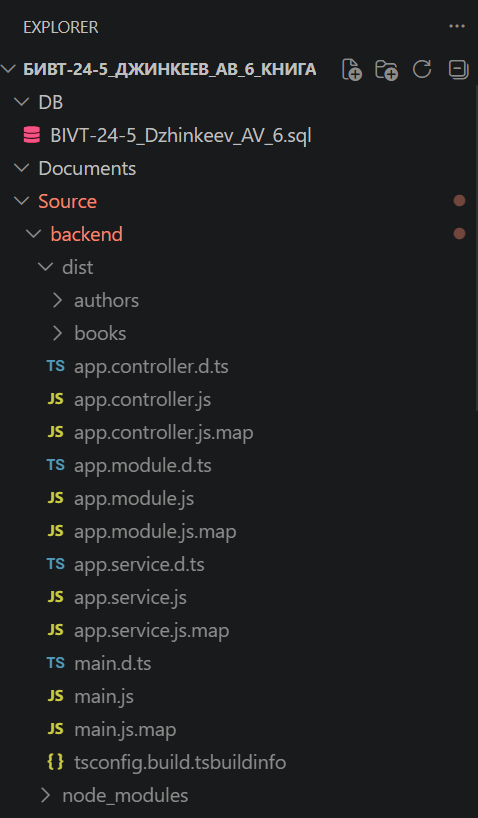 EXPLORER
БИВТ-24-5_ДЖИНКЕЕВ_АВ_6_КНИГА
DB
BIVT-24-5_Dzhinkeev_AV_6.sql
Documents
Source
backend
dist
authors
books
TS app.controller.d.ts
JS app.controller.js
JS app.controller.js.map
TS app.module.d.ts
JS app.module.js
JS app.module.js.map
TS app.service.d.ts
JS app.service.js
JS app.service.js.map
TS main.d.ts
JS main.js
JS main.js.map
{} tsconfig.build.tsbuildinfo
node_modules